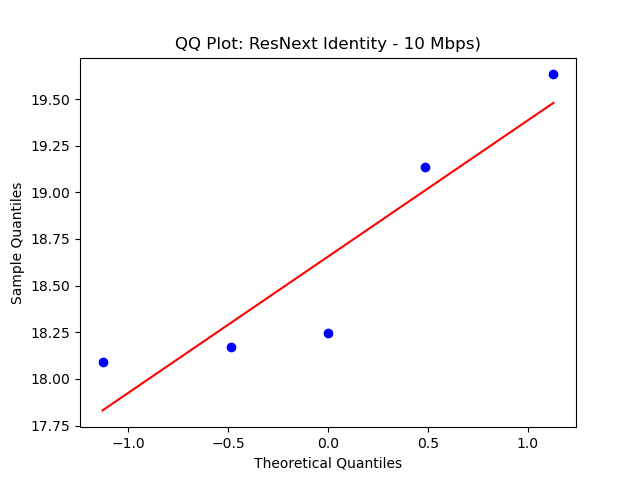 QQ Plot: ResNext Identity - 10 Mbps)
19.50
19.25
19.00
18.75
18.50
18.25
18.00
17.75
Sample Quantiles
−1.0 −0.5 0.0 0.5 1.0
Theoretical Quantiles